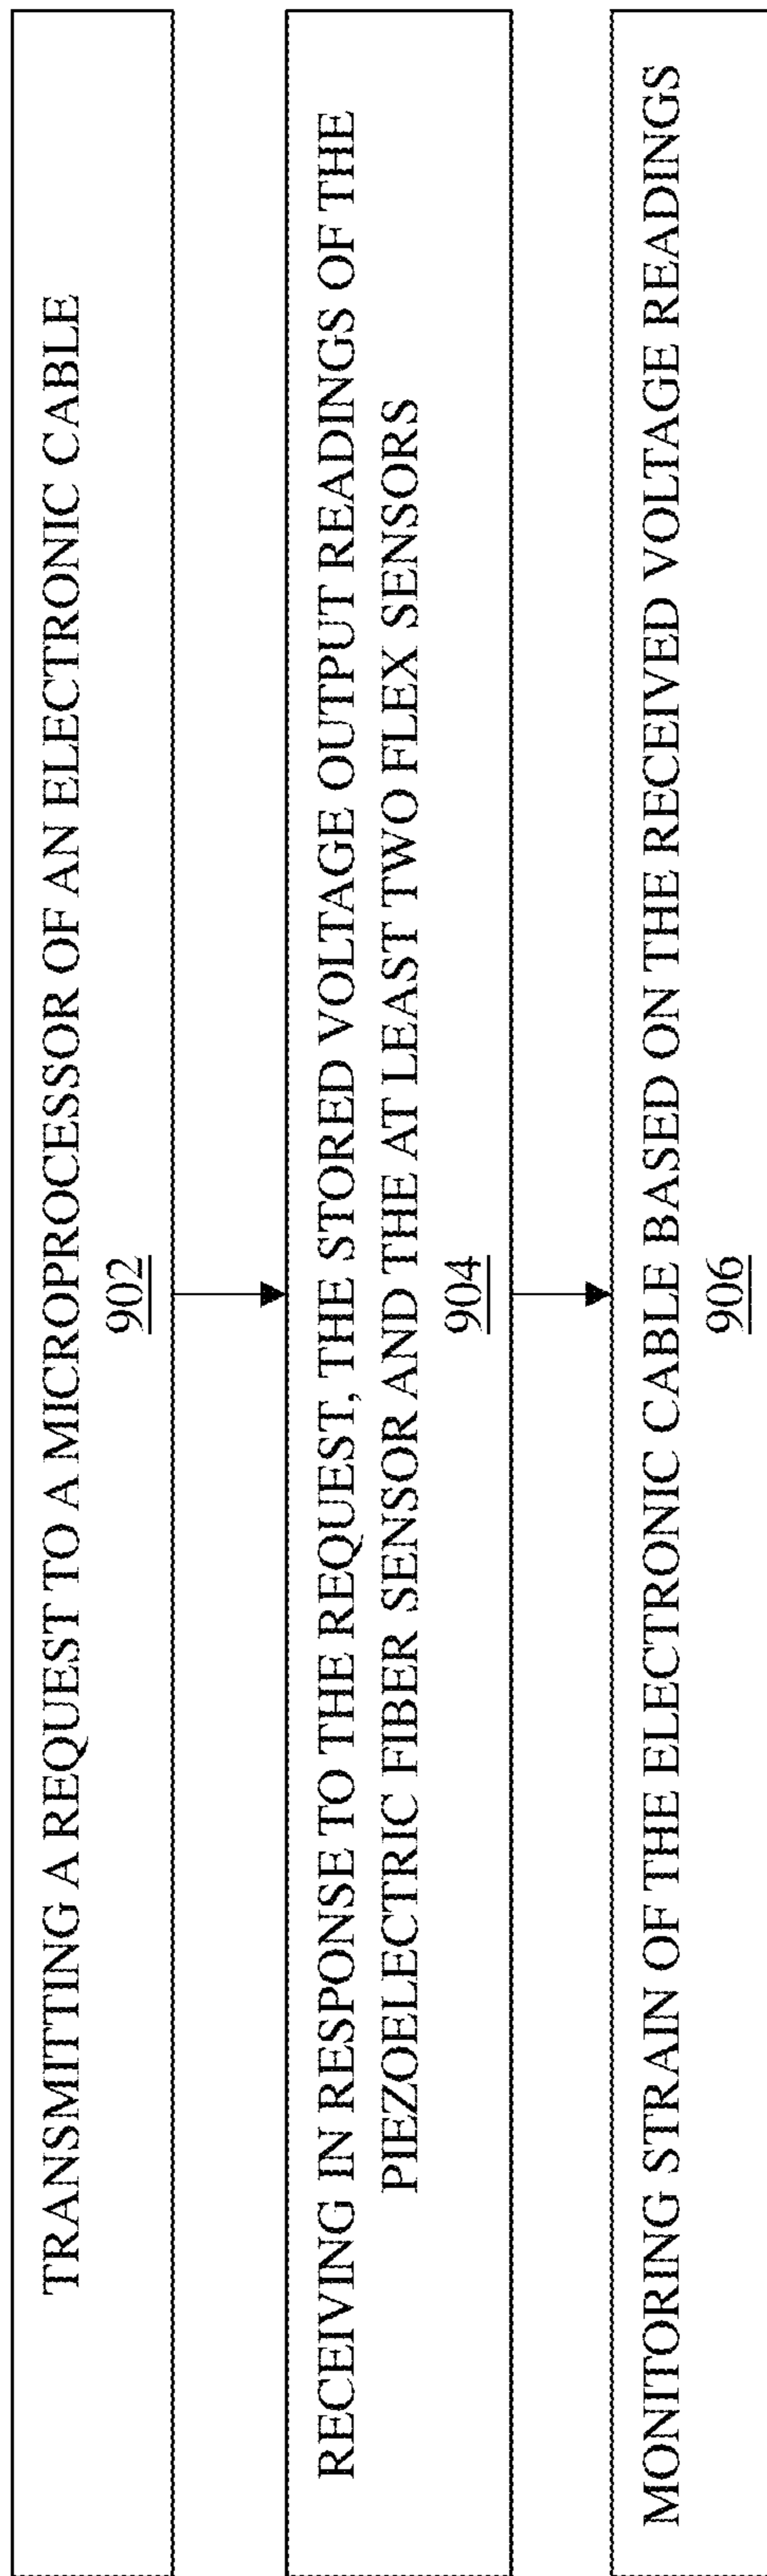 TRANSMITTING A REQUEST TO A MICROPROCESSOR OF AN ELECTRONIC CABLE
902
RECEIVING IN RESPONSE TO THE REQUEST, THE STORED VOLTAGE OUTPUT READINGS OF THE
PIEZOELECTRIC FIBER SENSOR AND THE AT LEAST TWO FLEX SENSORS
904
MONITORING STRAIN OF THE ELECTRONIC CABLE BASED ON THE RECEIVED VOLTAGE READINGS
906